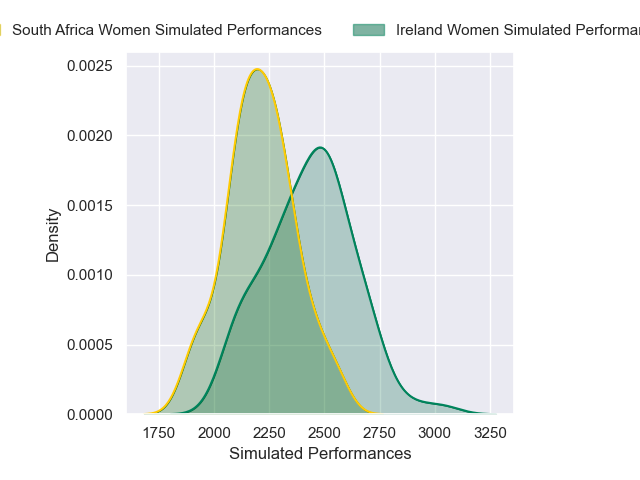 South Africa Women Simulated Performances
Ireland Women Simulated
0.0025
0.0020
0.0015
0.0010
0.0005
0.0000
Density
1750 2000 2250 2500 2750 3000 3250
Simulated Performances